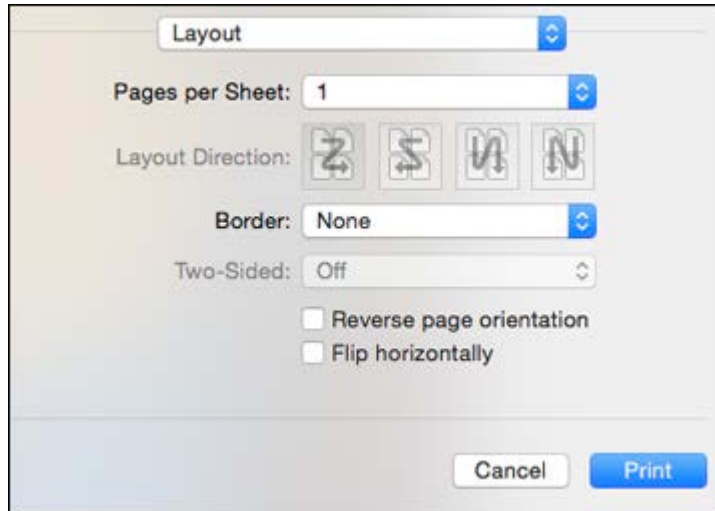 Layout
Pages per Sheet: 1
Layout Direction:
Border: None
Two-Sided: Off
Reverse page orientation
Flip horizontally
Cancel Print